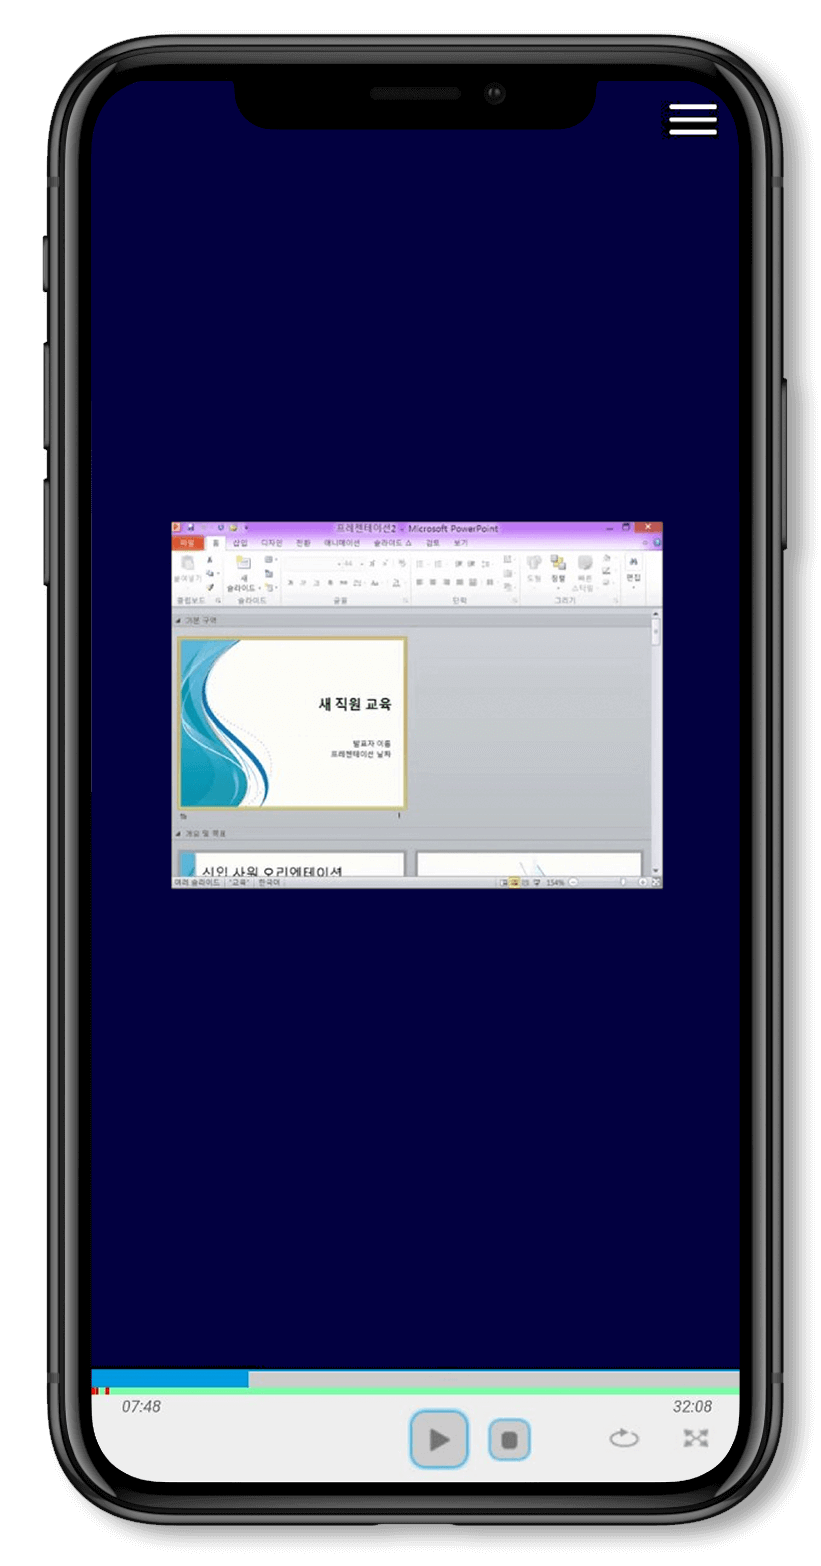 프레젠테이션2 - Microsoft PowerPoint
파일 홈 삽입 디자인 전환 애니메이션 슬라이드 쇼 검토 보기
붙여넣기 새 슬라이드 도형 정렬 빠른 스타일 편집
클립보드 슬라이드 글꼴 단락 그리기
기본 구역
새 직원 교육
발표자 이름
프레젠테이션 날짜
1
개요 및 목표
신입 사원 오리엔테이션
여러 슬라이드 "교육" 한국어 154%
07:48 32:08